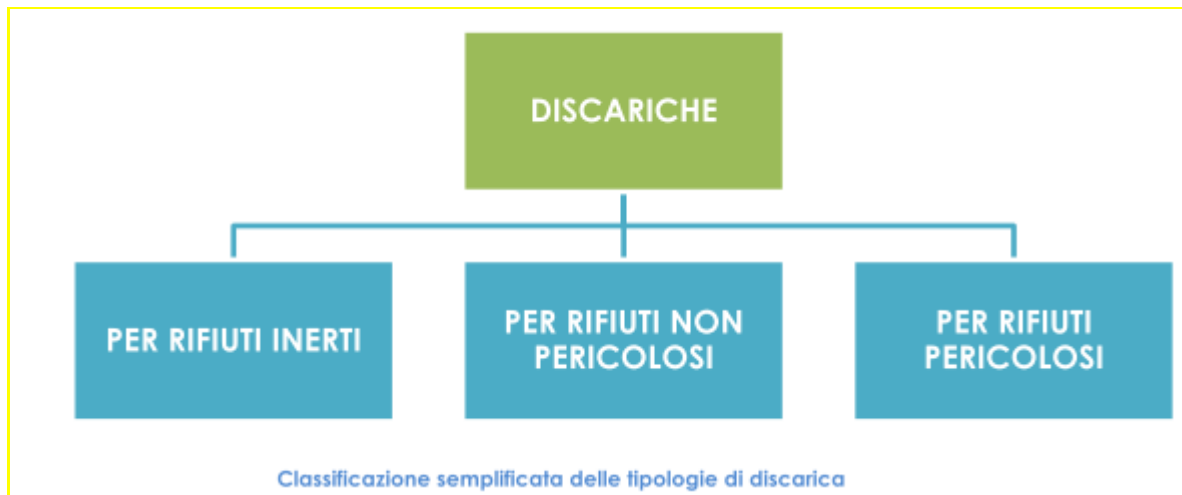 DISCARICHE
PER RIFIUTI INERTI
PER RIFIUTI NON
PERICOLOSI
PER RIFIUTI
PERICOLOSI
Classificazione semplificata delle tipologie di discarica